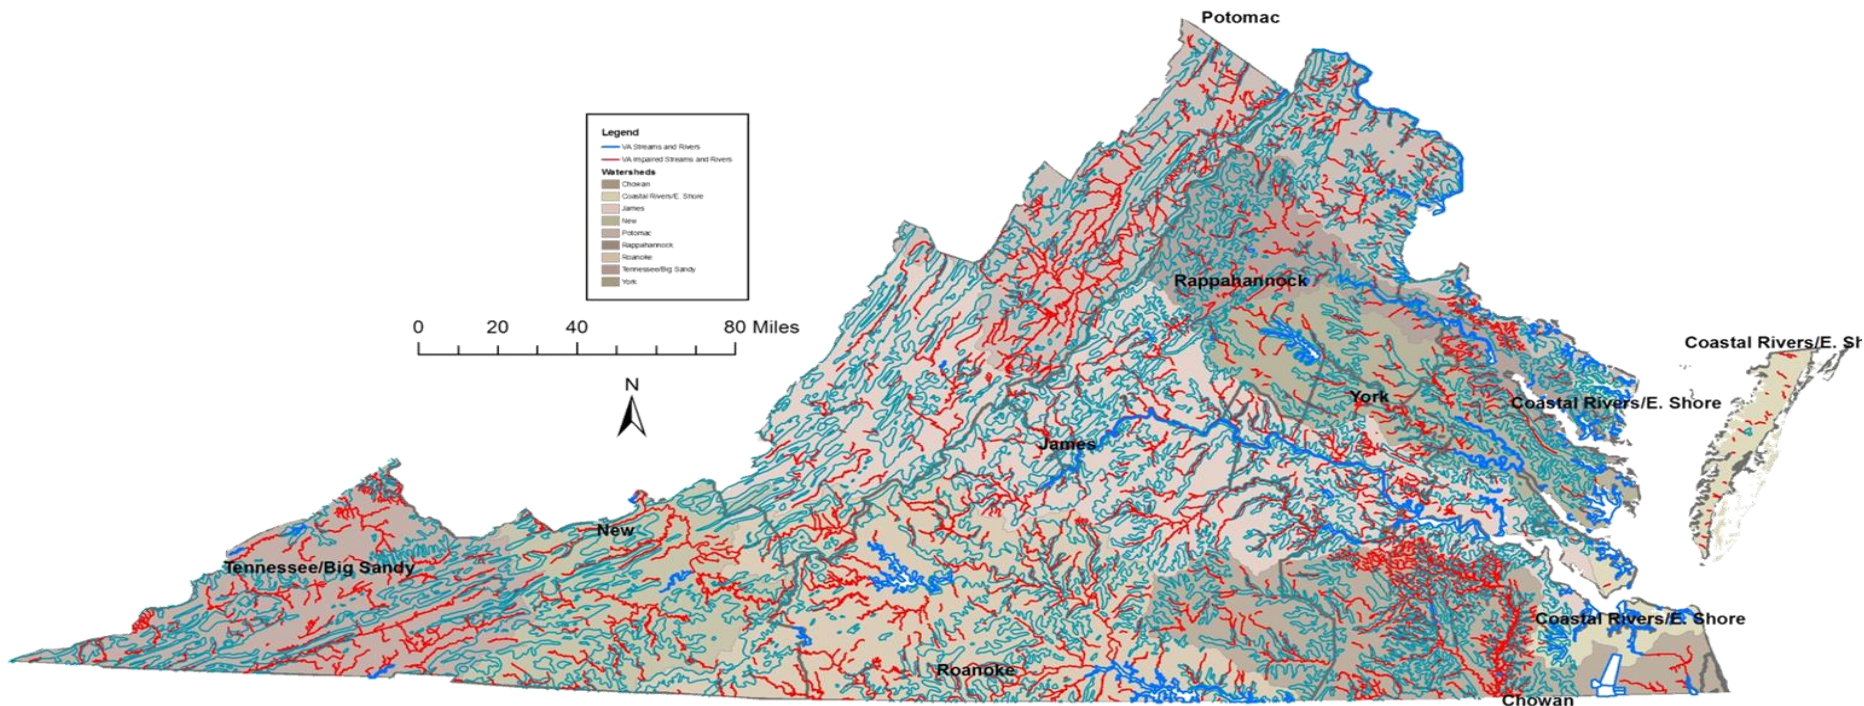 Potomac
Legend
VA Streams and Rivers
VA Impaired Streams and Rivers
Watersheds
Chowan
Coastal Rivers/E. Shore
James
New
Potomac
Rappahannock
Roanoke
Tennessee/Big Sandy
York
Rappahannock
0 20 40 80 Miles
Coastal Rivers/E. Sh
N
York
Coastal Rivers/E. Shore
James
New
Tennessee/Big Sandy
Coastal Rivers/E. Shore
Roanoke
Chowan